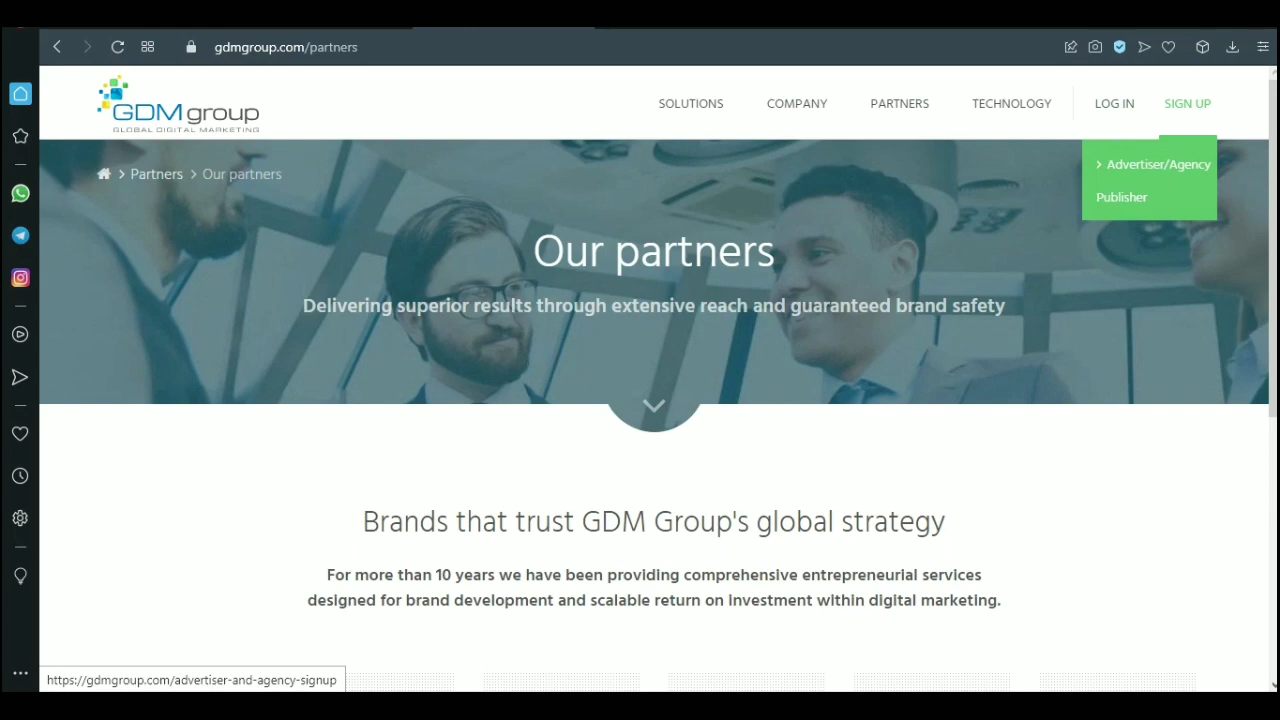 gdmgroup.com/partners
GDM group
GLOBAL DIGITAL MARKETING
SOLUTIONS
COMPANY
PARTNERS
TECHNOLOGY
LOG IN
SIGN UP
Advertiser/Agency
Publisher
Partners > Our partners
Our partners
Delivering superior results through extensive reach and guaranteed brand safety
Brands that trust GDM Group's global strategy
For more than 10 years we have been providing comprehensive entrepreneurial services
designed for brand development and scalable return on investment within digital marketing.
https://gdmgroup.com/advertiser-and-agency-signup